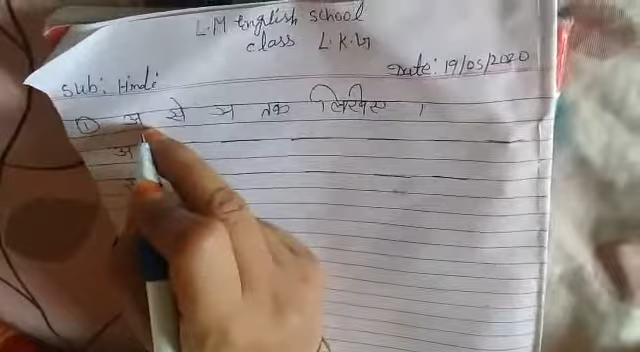 L.M English school
class L.K.G
Date: 19/05/2020
Sub: Hindi
① अ से अ तक लिखिए ।
अ